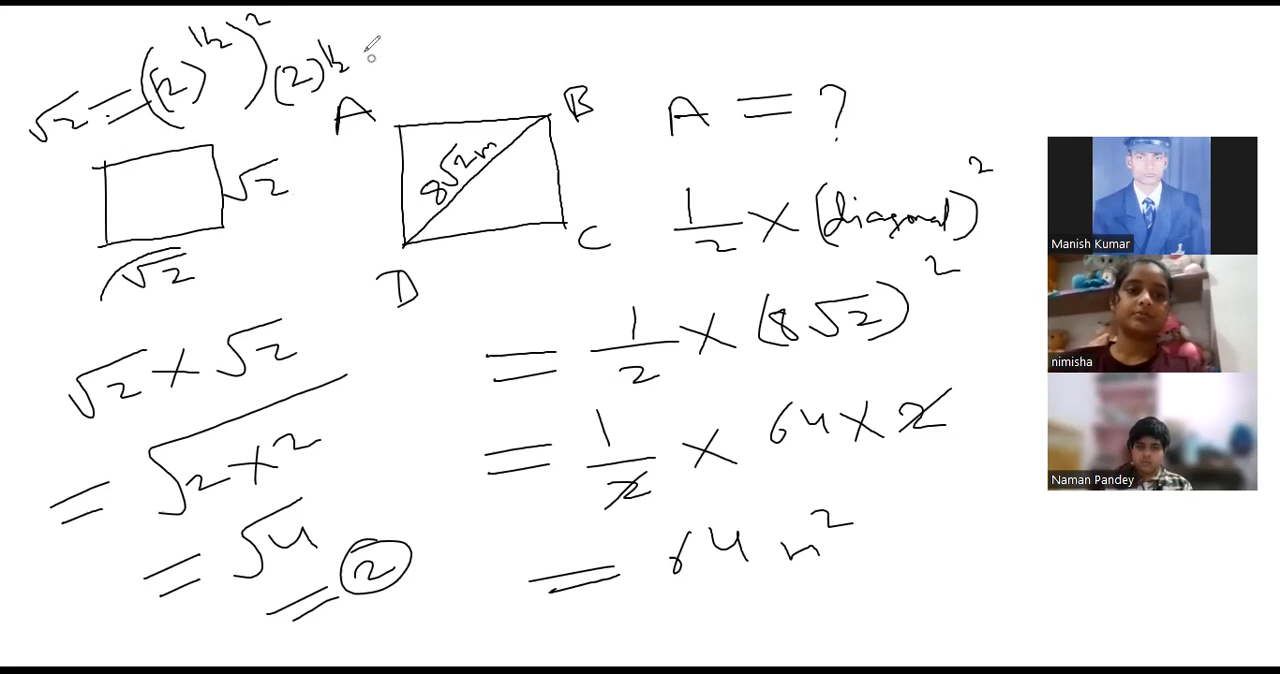 √2 = ((2)^1/2)^2 (2)^1/2
√2
√2
√2 × √2
= √2×2
= √4
= 2
A
B
8√2m
C
D
A = ?
1/2 × (diagonal)^2
= 1/2 × (8√2)^2
= 1/2 × 64 × 2
= 64 m^2
Manish Kumar
nimisha
Naman Pandey